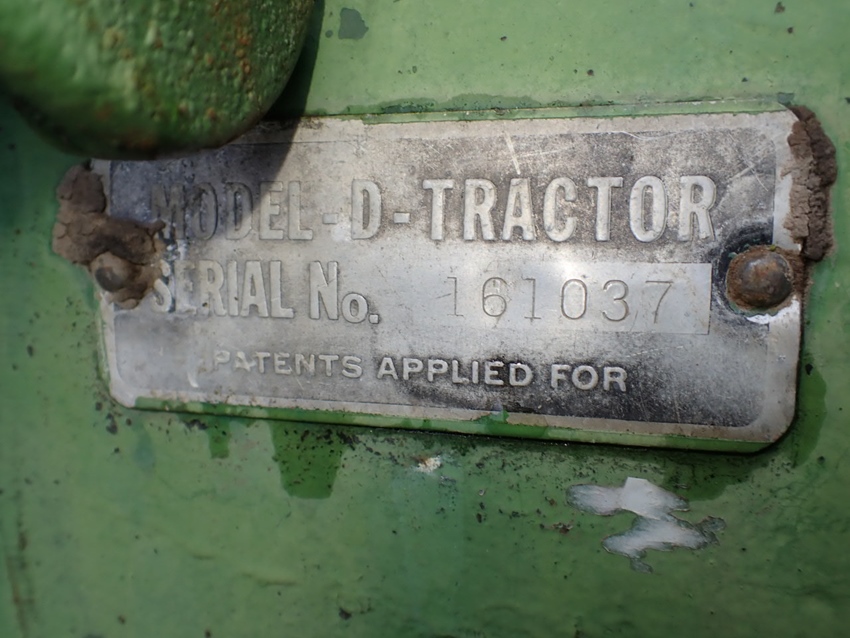 MODEL-D-TRACTOR
SERIAL No. 161037
PATENTS APPLIED FOR